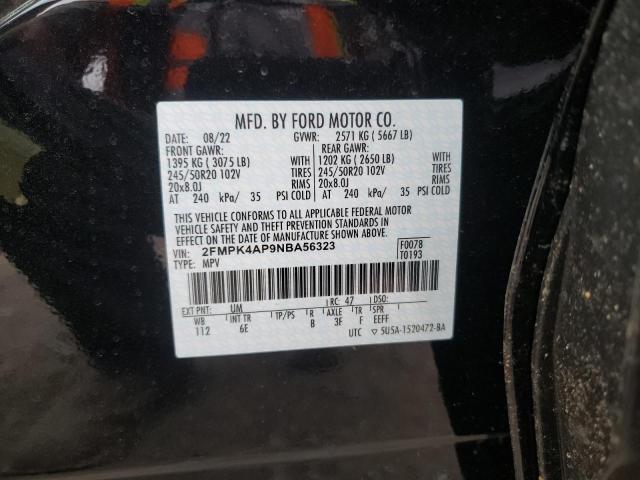 MFD. BY FORD MOTOR CO.
DATE: 08/22 GVWR: 2571 KG ( 5667 LB)
FRONT GAWR: REAR GAWR:
1395 KG ( 3075 LB) WITH 1202 KG ( 2650 LB) WITH
245/50R20 102V TIRES 245/50R20 102V TIRES
20x8.0J RIMS 20x8.0J RIMS
AT 240 kPa/ 35 PSI COLD AT 240 kPa/ 35 PSI COLD
THIS VEHICLE CONFORMS TO ALL APPLICABLE FEDERAL MOTOR
VEHICLE SAFETY AND THEFT PREVENTION STANDARDS IN EFFECT
ON THE DATE OF MANUFACTURE SHOWN ABOVE.
VIN: 2FMPK4AP9NBA56323 F0078
TYPE: MPV T0193
EXT PNT: UM RC: 47 DSO:
WB INT TR TP/PS R AXLE TR SPR
112 6E B 3F F EEFF
UTC 5U5A-1520472-BA